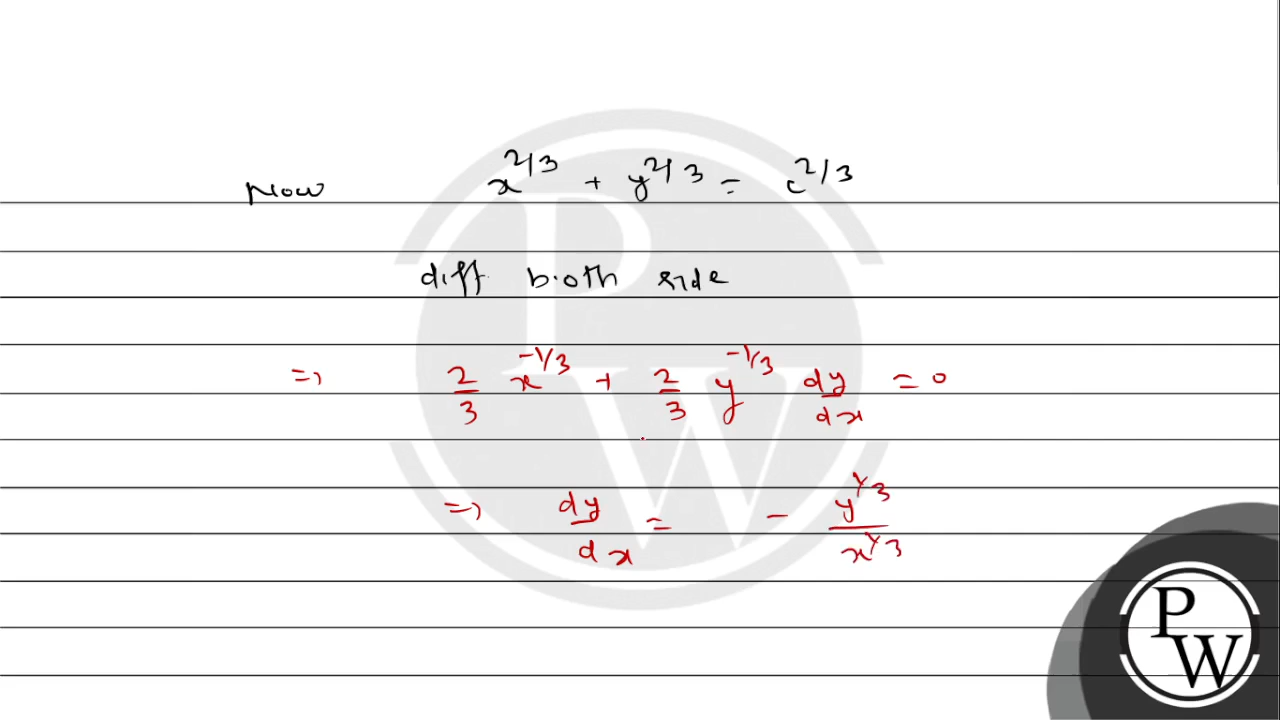 Now x^2/3 + y^2/3 = c^2/3
diff both side
=> 2/3 x^-1/3 + 2/3 y^-1/3 dy/dx = 0
=> dy/dx = - y^1/3 / x^1/3
P
W